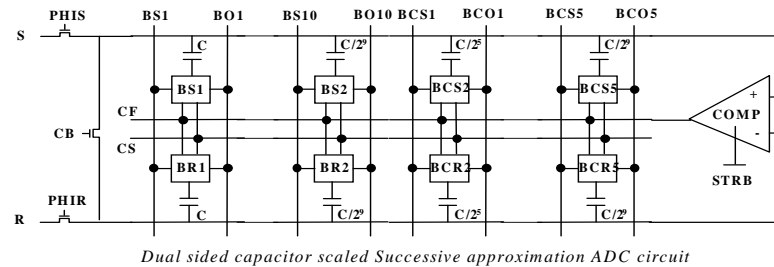 PHIS BS1 BO1 BS10 BO10 BCS1 BCO1 BCS5 BCO5
S C C/2⁹ C/2⁵ C/2⁹
BS1 BS2 BCS2 BCS5 +
CF COMP
CB CS -
BR1 BR2 BCR2 BCR5
STRB
PHIR
R C C/2⁹ C/2⁵ C/2⁹
Dual sided capacitor scaled Successive approximation ADC circuit